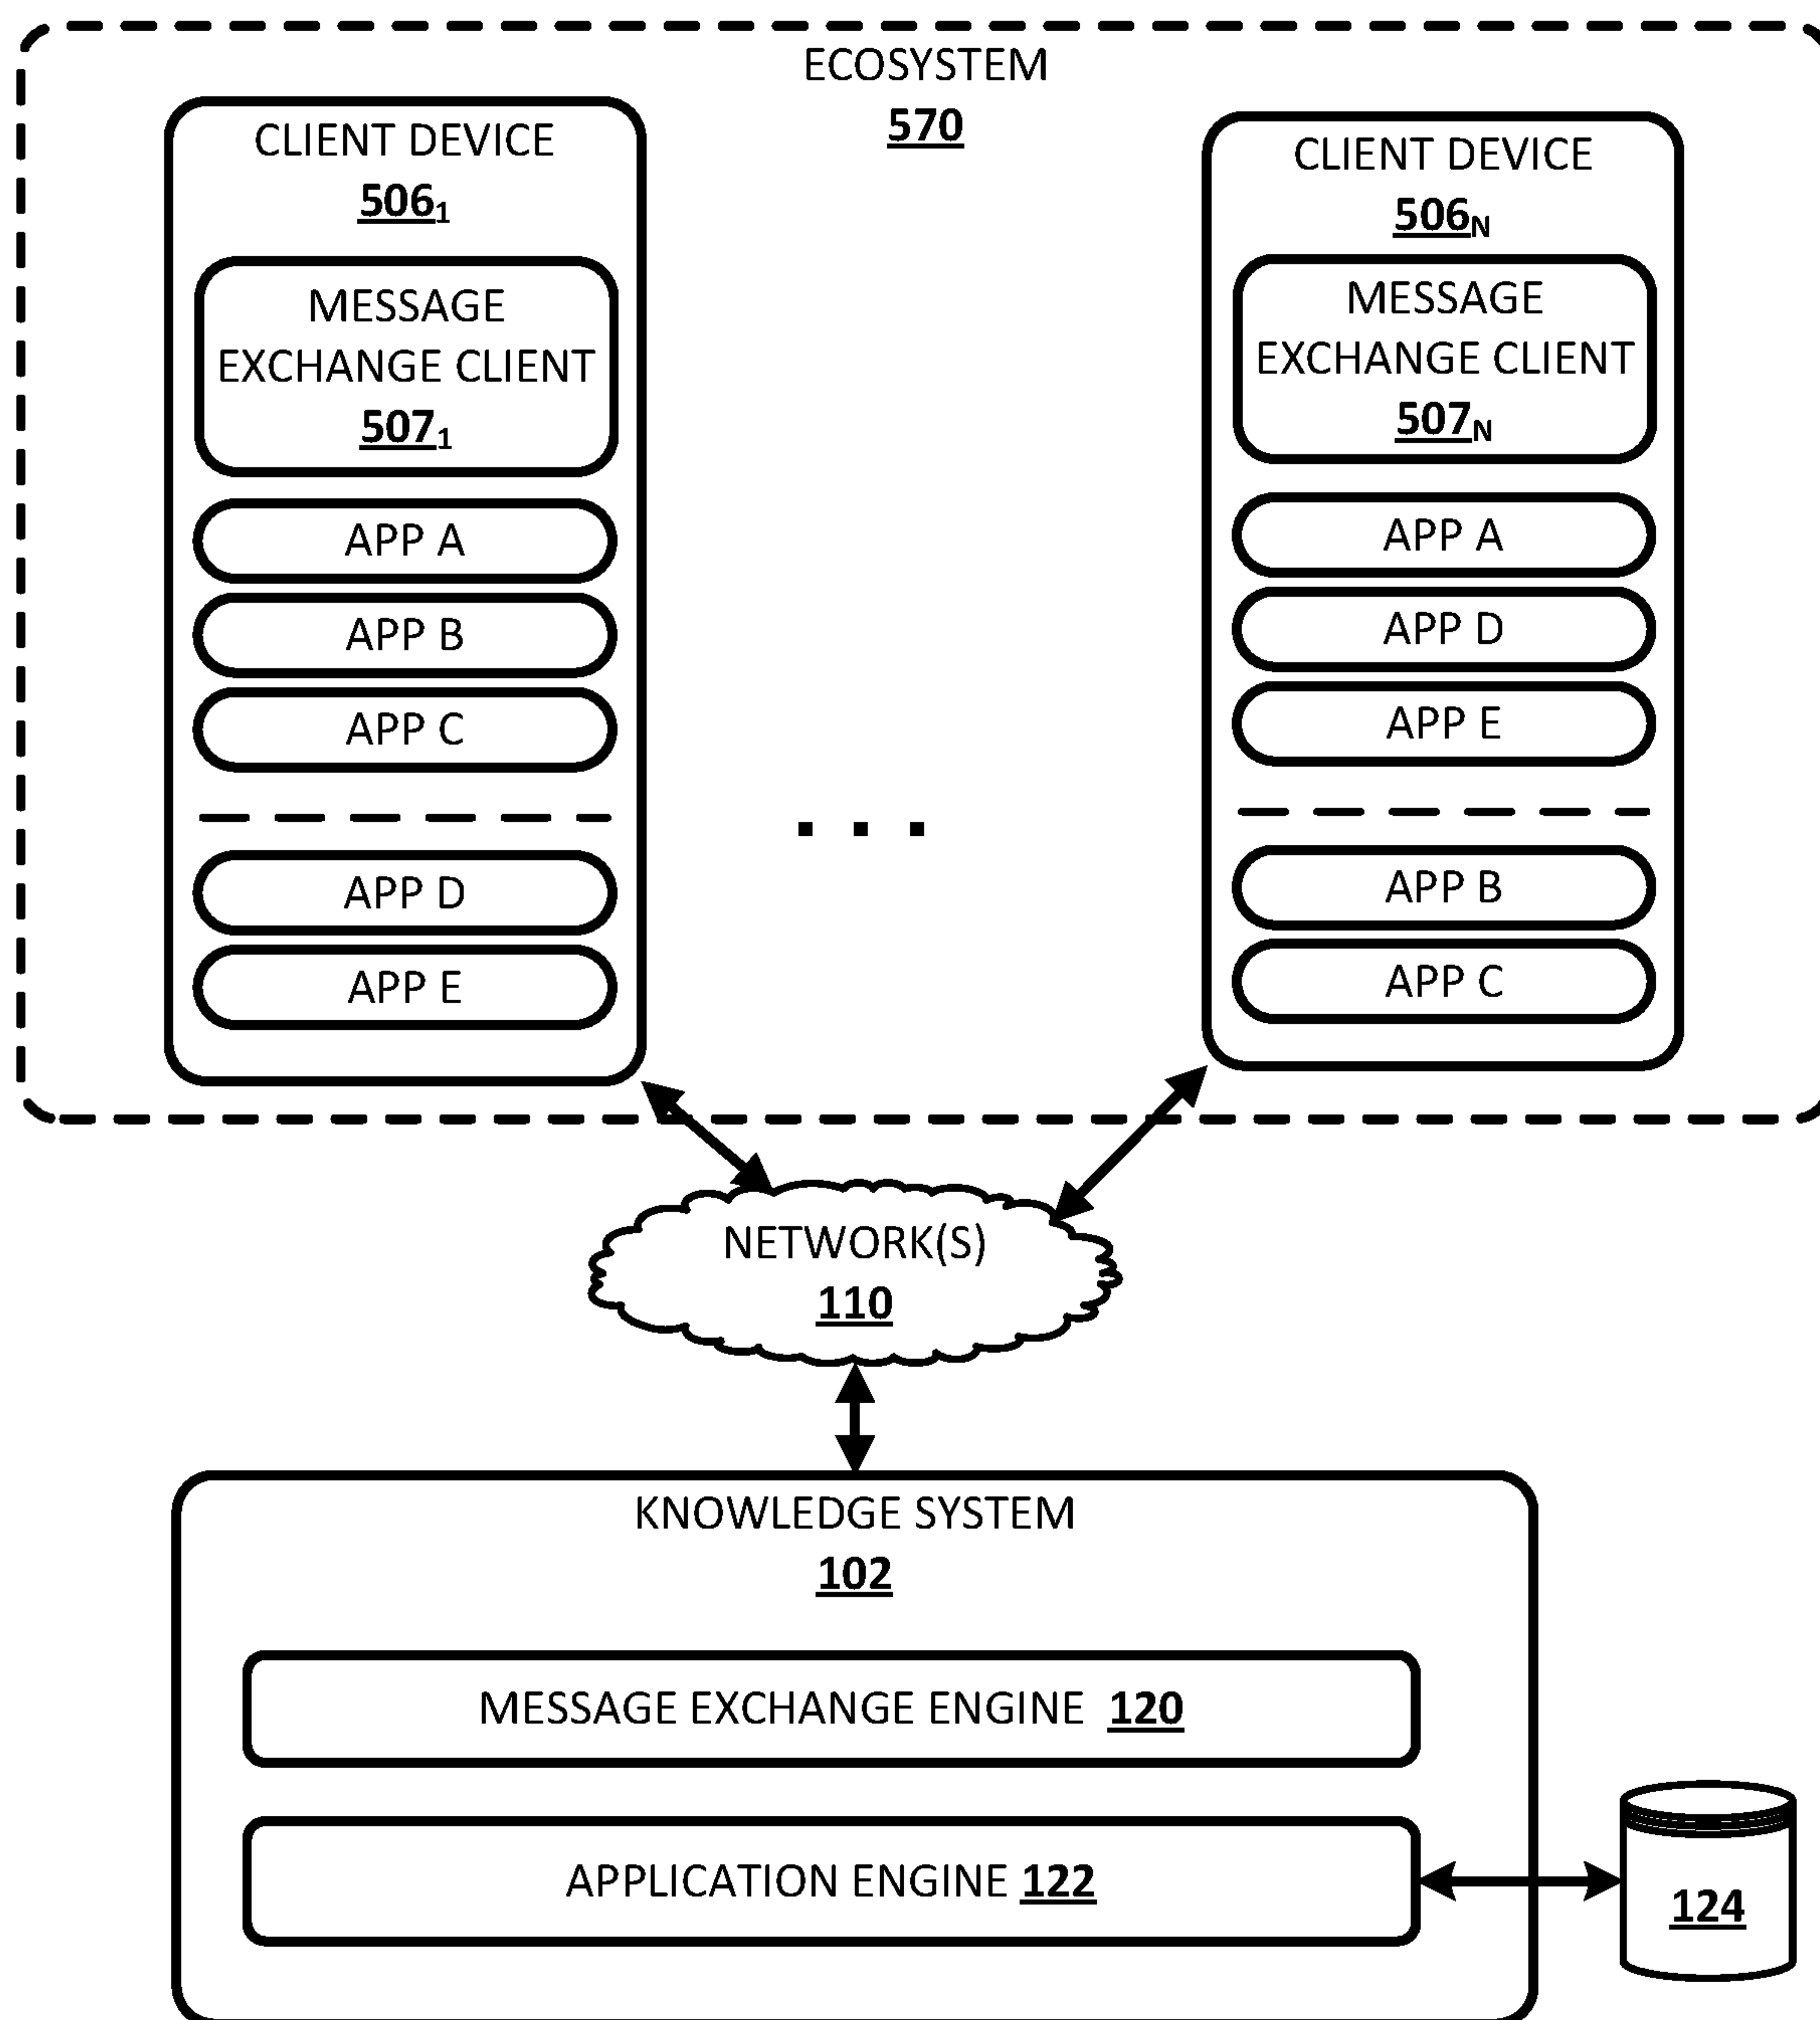 ECOSYSTEM
570
CLIENT DEVICE
506₁
MESSAGE
EXCHANGE CLIENT
507₁
APP A
APP B
APP C
APP D
APP E
. . .
CLIENT DEVICE
506N
MESSAGE
EXCHANGE CLIENT
507N
APP A
APP D
APP E
APP B
APP C
NETWORK(S)
110
KNOWLEDGE SYSTEM
102
MESSAGE EXCHANGE ENGINE 120
APPLICATION ENGINE 122
124